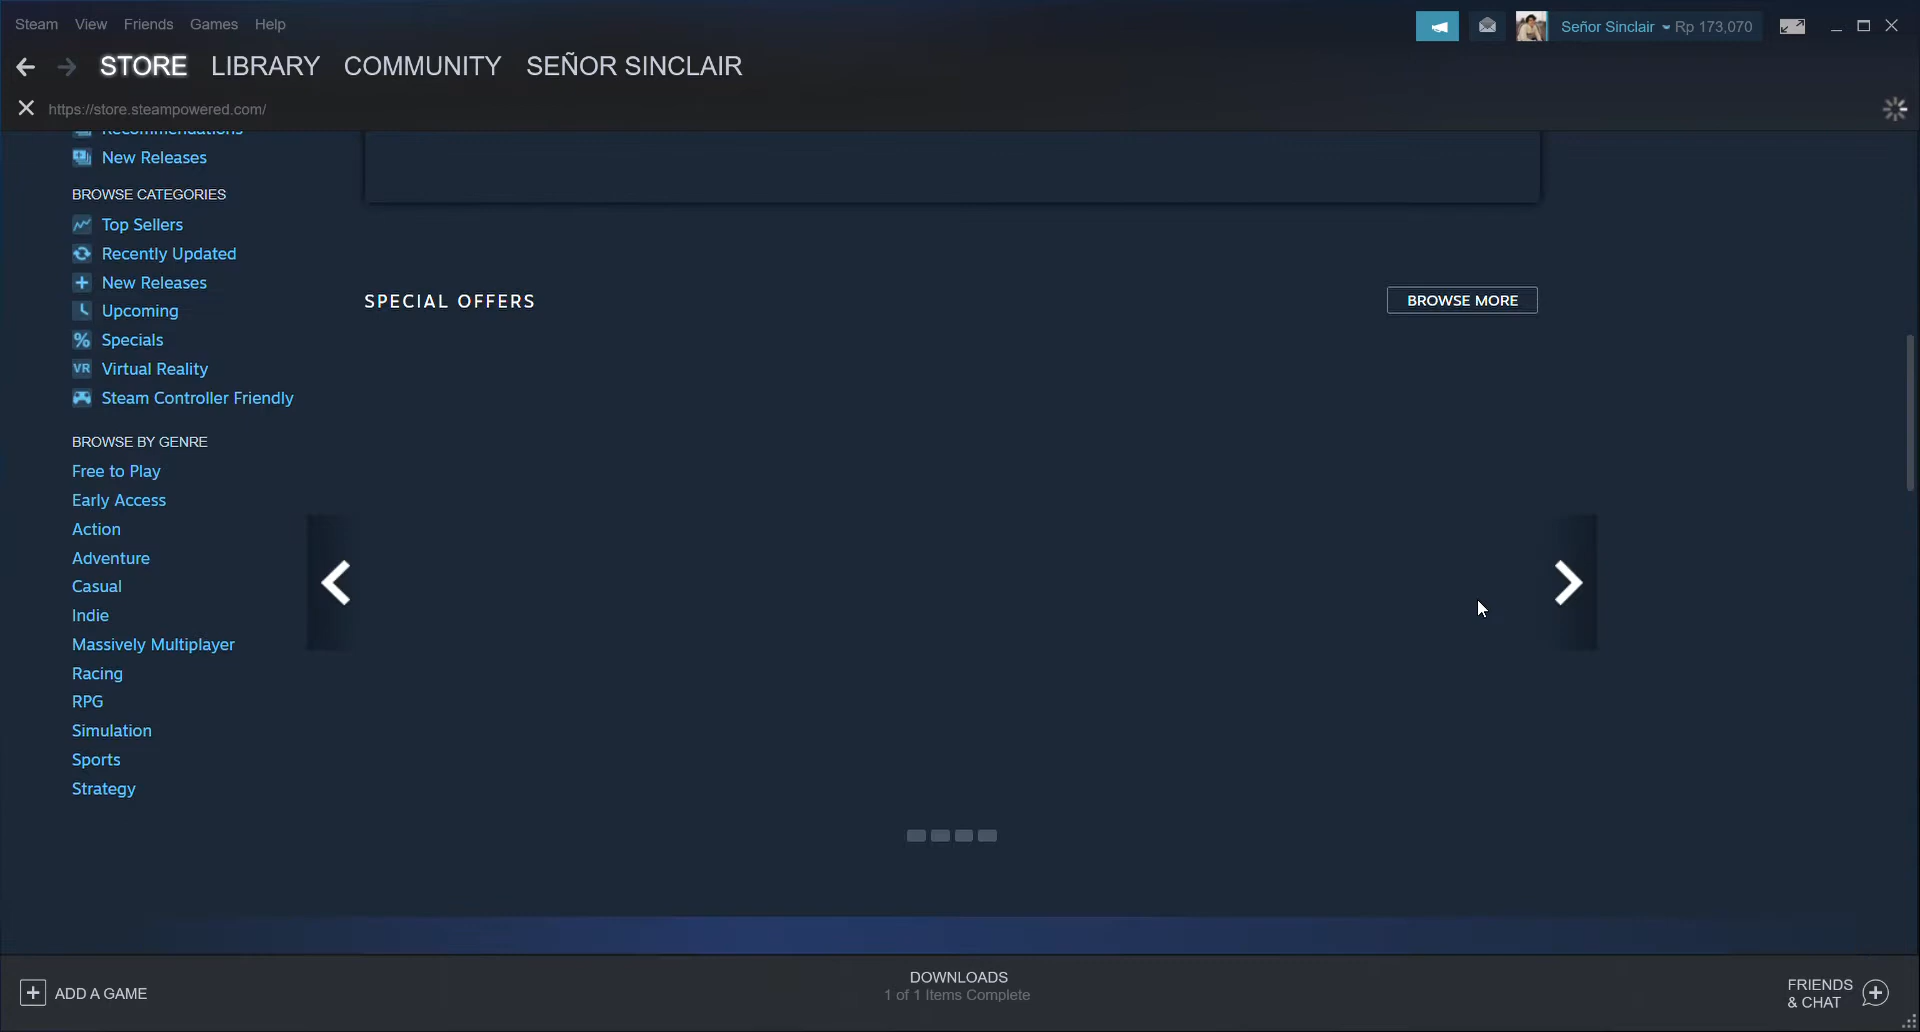 Steam View Friends Games Help
Señor Sinclair Rp 173,070
STORE LIBRARY COMMUNITY SEÑOR SINCLAIR
https://store.steampowered.com/
Recommendations
New Releases
BROWSE CATEGORIES
Top Sellers
Recently Updated
New Releases
Upcoming
% Specials
VR Virtual Reality
Steam Controller Friendly
BROWSE BY GENRE
Free to Play
Early Access
Action
Adventure
Casual
Indie
Massively Multiplayer
Racing
RPG
Simulation
Sports
Strategy
SPECIAL OFFERS
BROWSE MORE
ADD A GAME
DOWNLOADS
1 of 1 Items Complete
FRIENDS
& CHAT